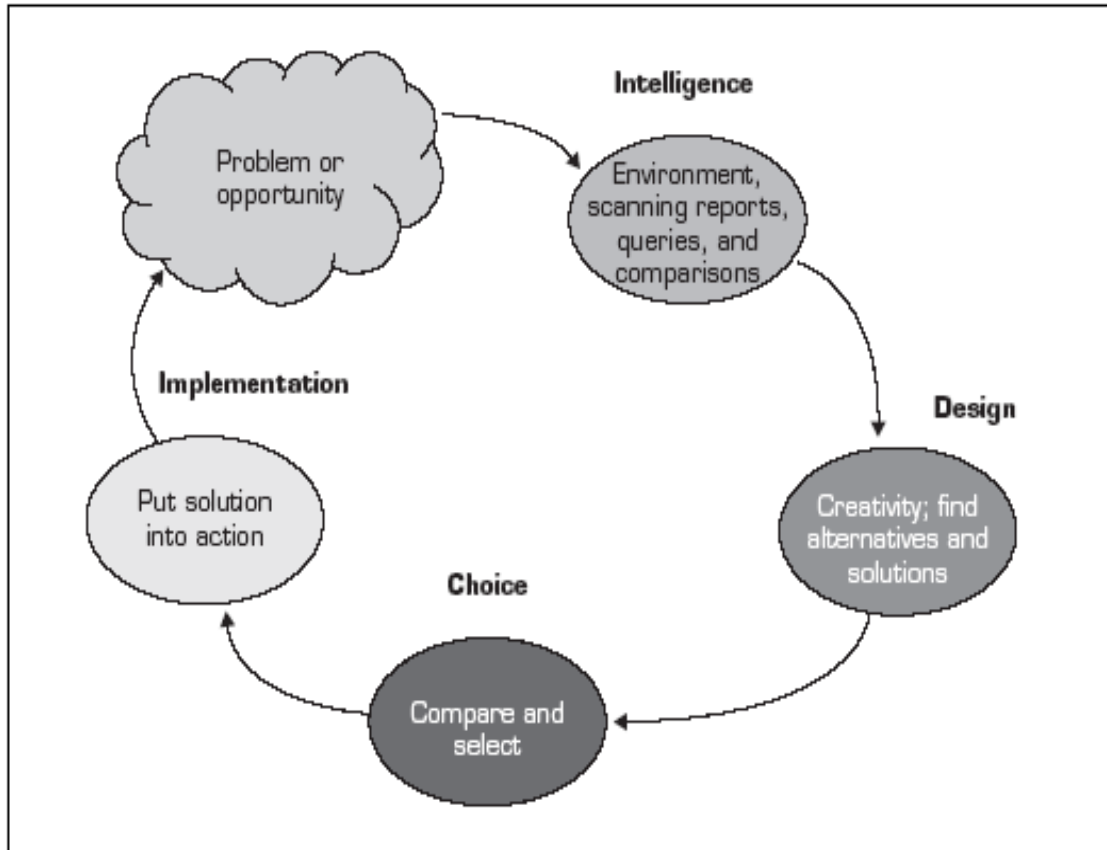 Problem or
opportunity
Intelligence
Environment,
scanning reports,
queries, and
comparisons
Design
Creativity; find
alternatives and
solutions
Choice
Compare and
select
Implementation
Put solution
into action